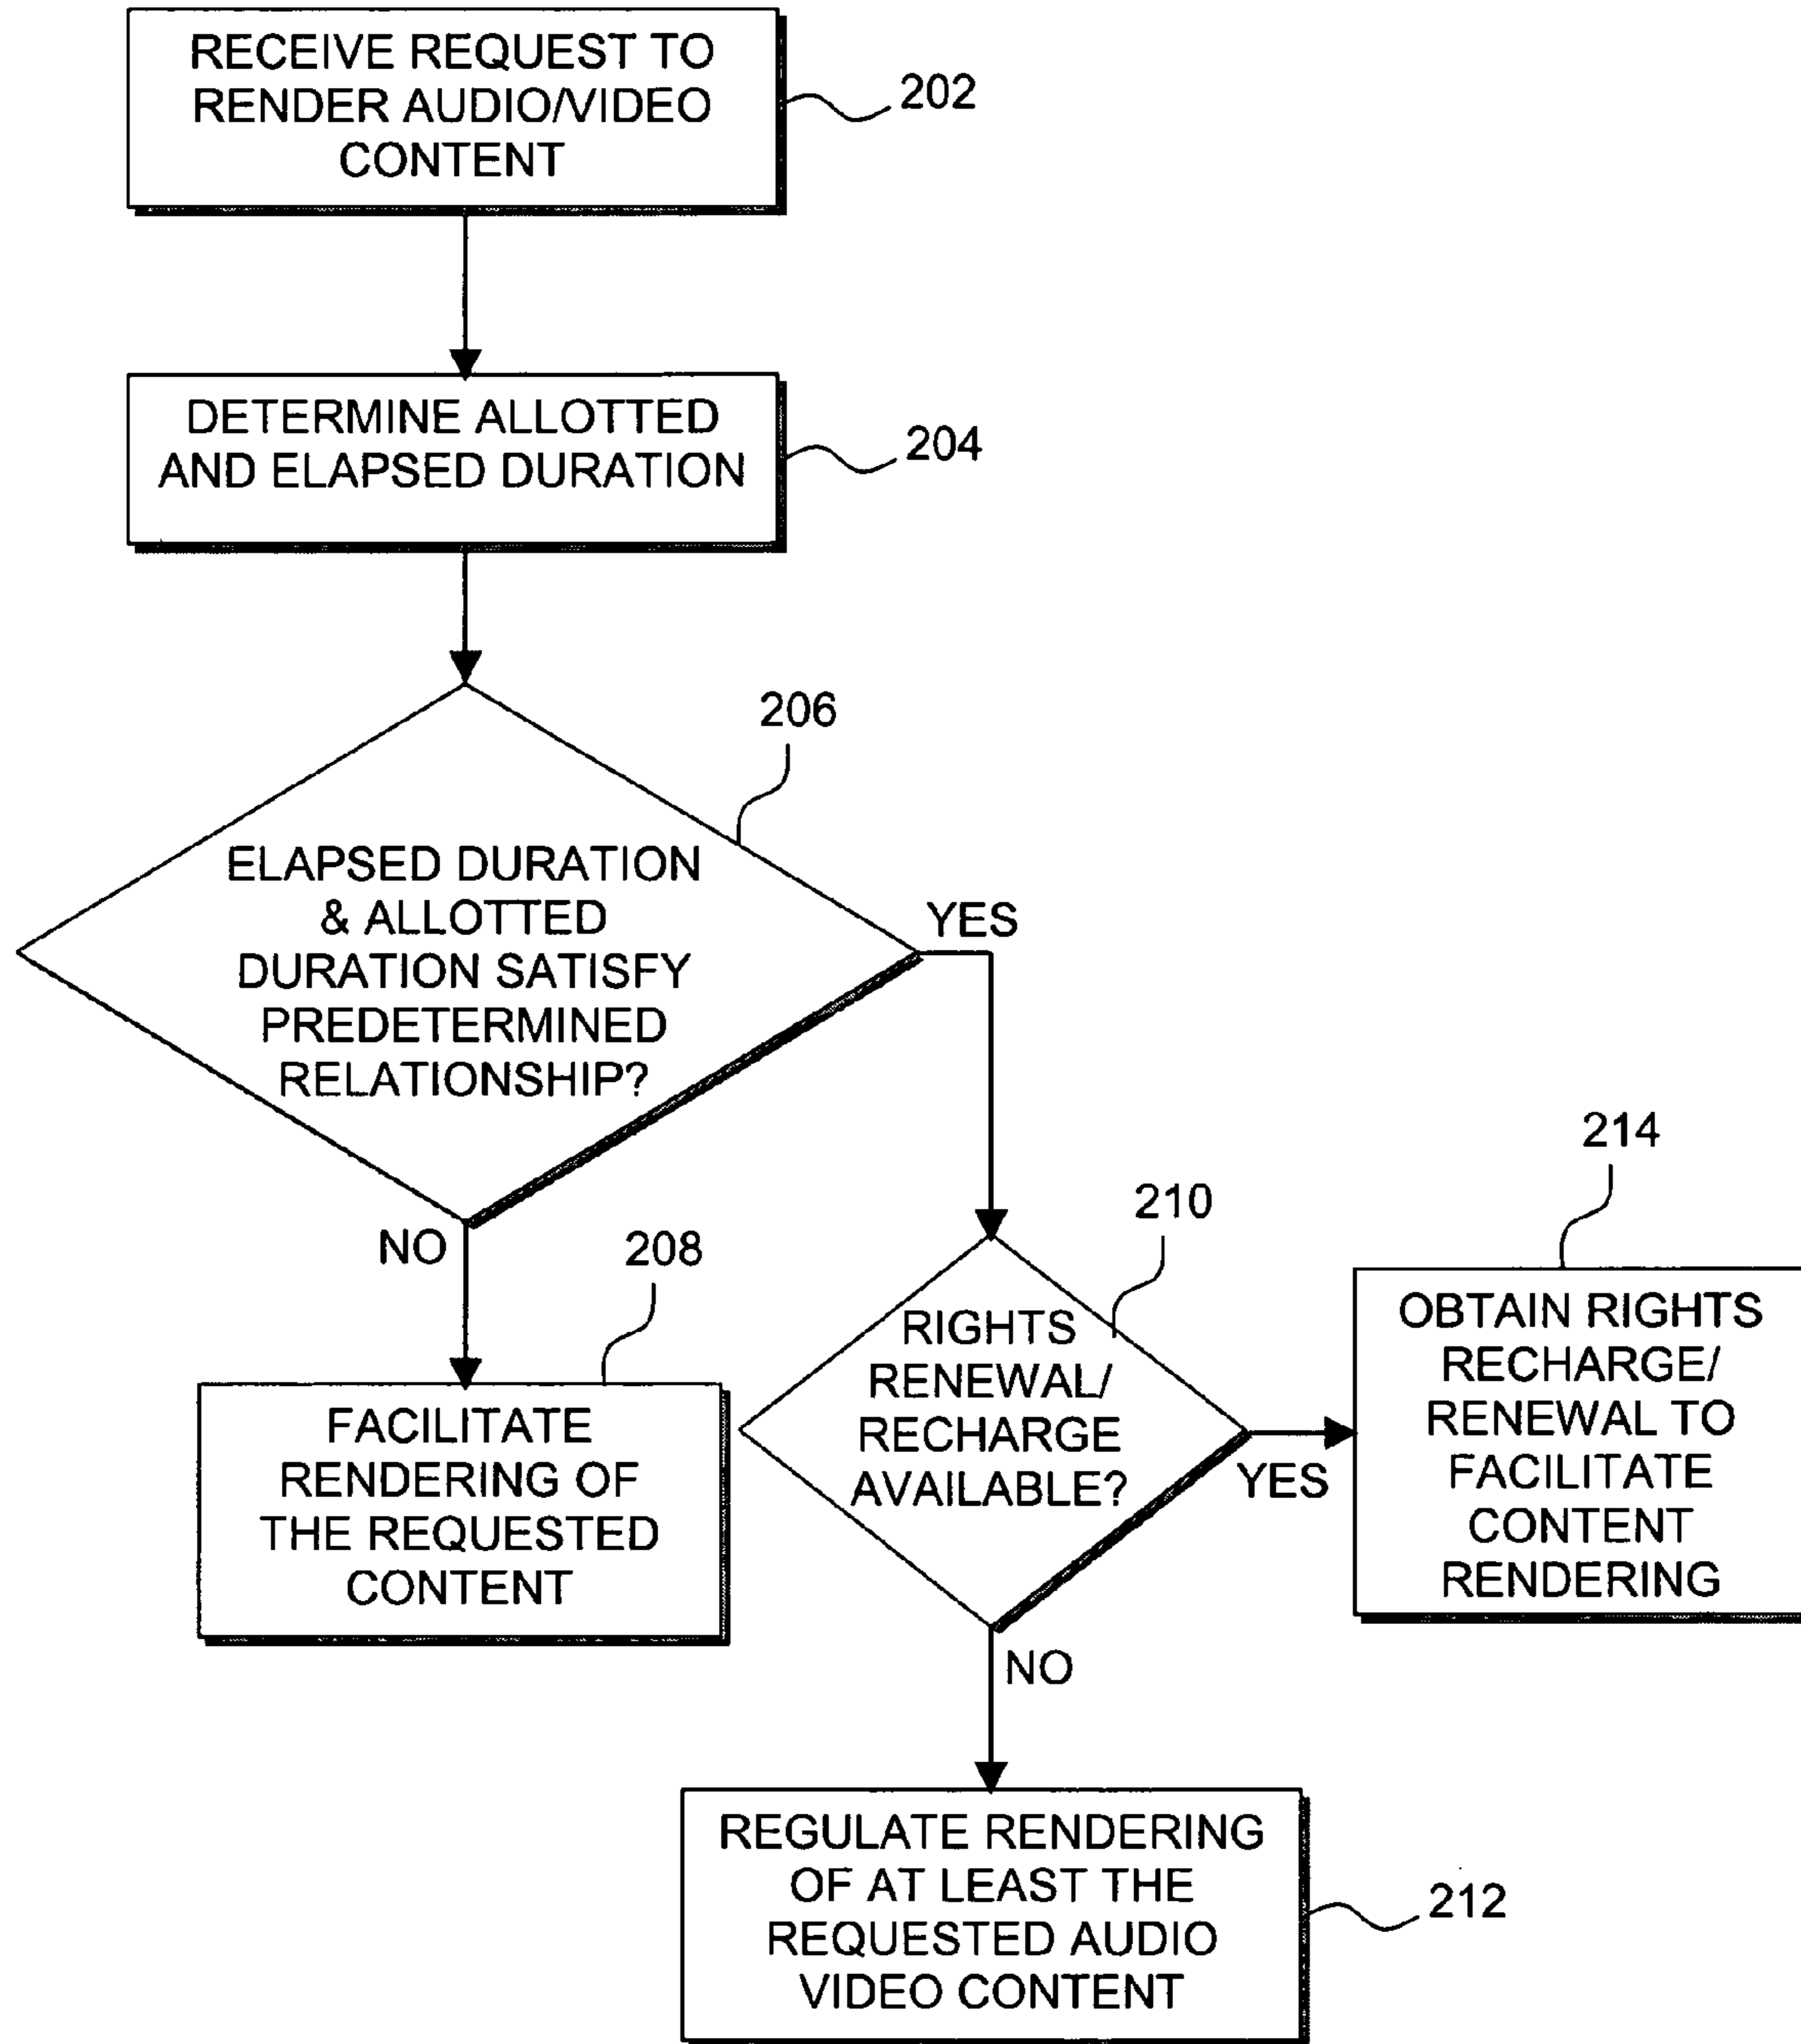 RECEIVE REQUEST TO
RENDER AUDIO/VIDEO
CONTENT
202
DETERMINE ALLOTTED
AND ELAPSED DURATION
204
206
ELAPSED DURATION
& ALLOTTED
DURATION SATISFY
PREDETERMINED
RELATIONSHIP?
YES
NO
208
FACILITATE
RENDERING OF
THE REQUESTED
CONTENT
210
RIGHTS
RENEWAL/
RECHARGE
AVAILABLE?
YES
NO
214
OBTAIN RIGHTS
RECHARGE/
RENEWAL TO
FACILITATE
CONTENT
RENDERING
REGULATE RENDERING
OF AT LEAST THE
REQUESTED AUDIO
VIDEO CONTENT
212